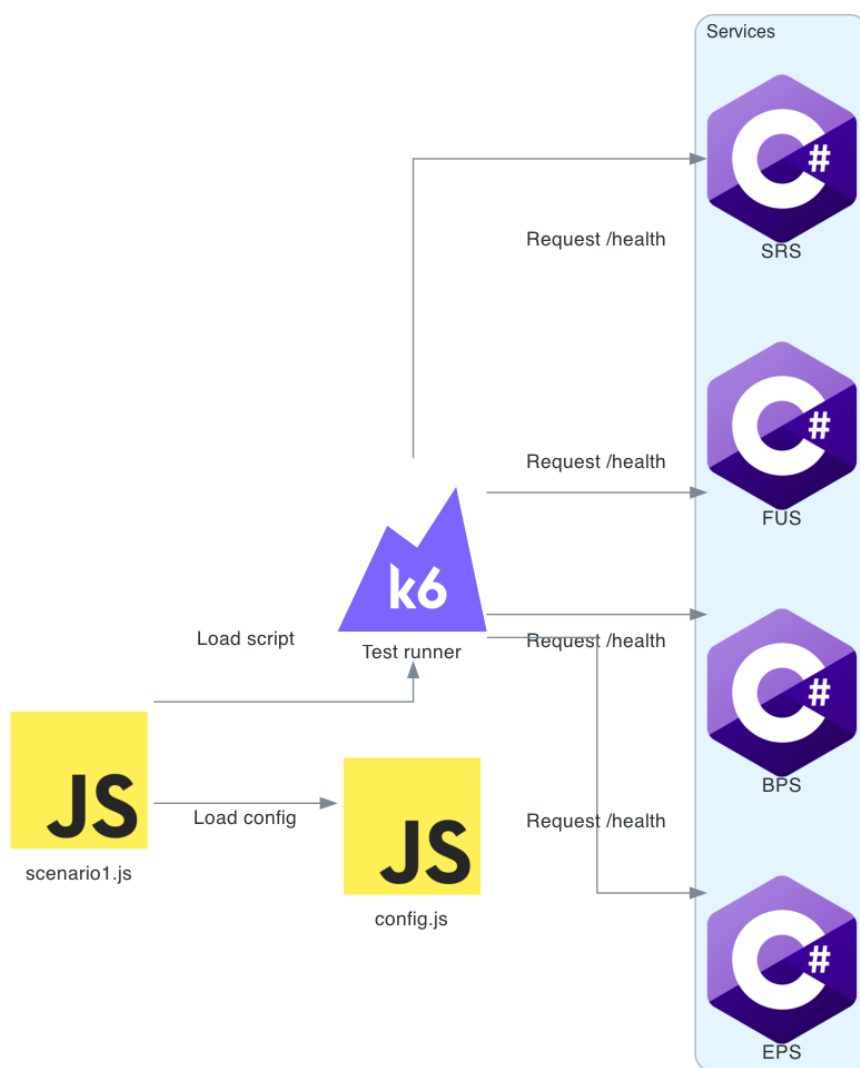 Services
C#
SRS
Request /health
C#
FUS
Request /health
k6
Test runner
Load script
Request /health
C#
BPS
JS
scenario1.js
Load config
JS
config.js
Request /health
C#
EPS